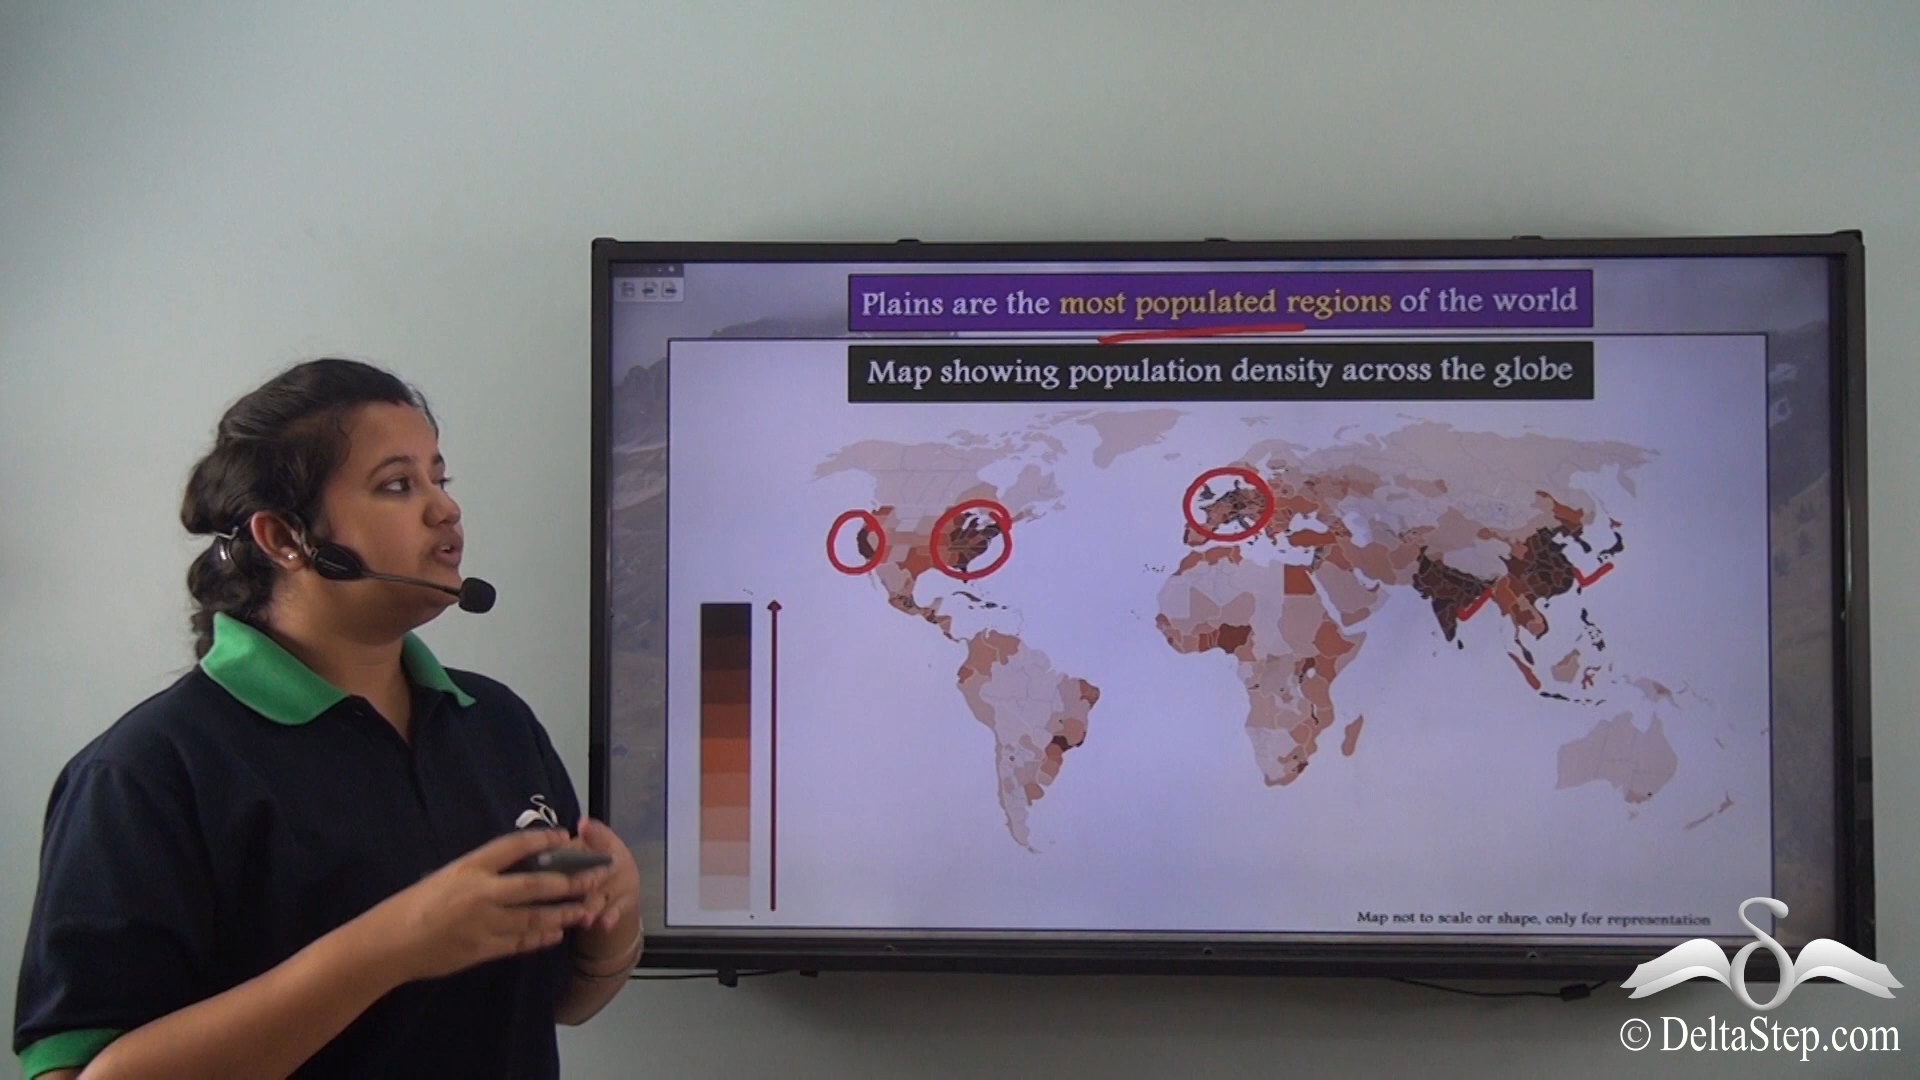 Plains are the most populated regions of the world
Map showing population density across the globe
Map not to scale or shape, only for representation
© DeltaStep.com